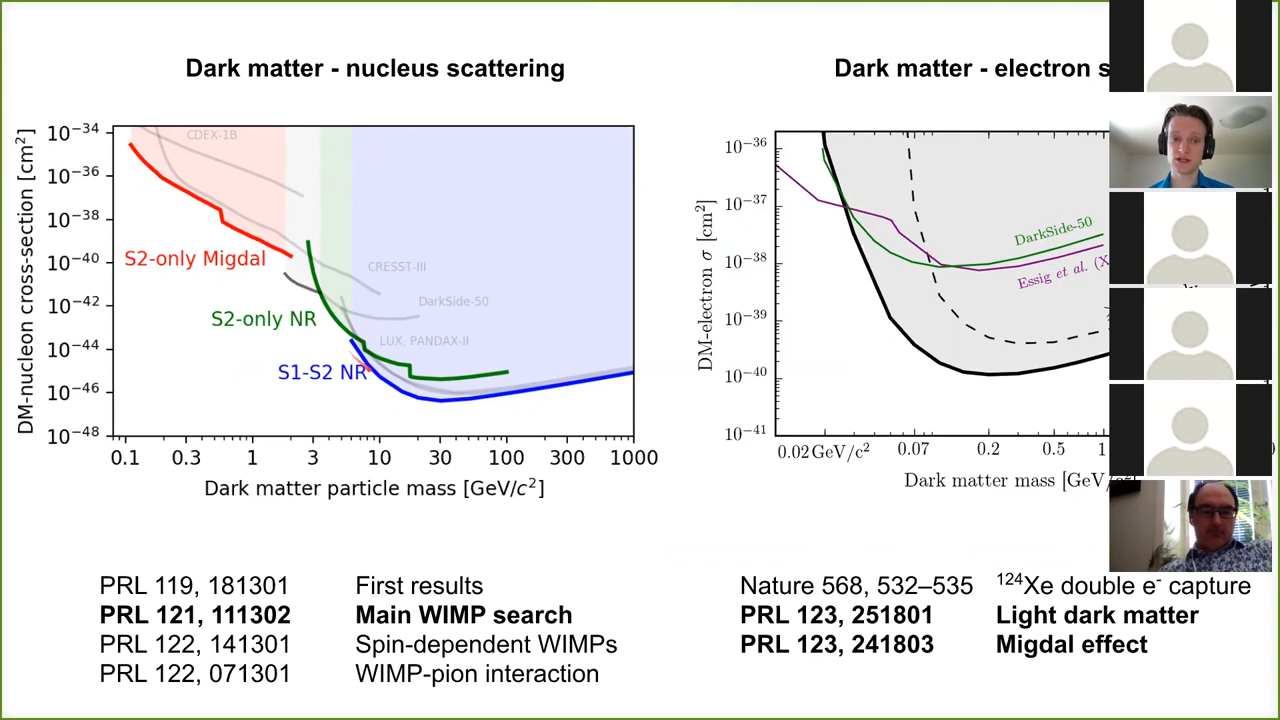 Dark matter - nucleus scattering
10⁻³⁴
10⁻³⁶
10⁻³⁸
10⁻⁴⁰
10⁻⁴²
10⁻⁴⁴
10⁻⁴⁶
10⁻⁴⁸
DM-nucleon cross-section [cm²]
CDEX-1B
S2-only Migdal
CRESST-III
DarkSide-50
S2-only NR
LUX, PANDAX-II
S1-S2 NR
0.1 0.3 1 3 10 30 100 300 1000
Dark matter particle mass [GeV/c²]
Dark matter - electron s
10⁻³⁶
10⁻³⁷
10⁻³⁸
10⁻³⁹
10⁻⁴⁰
10⁻⁴¹
DM-electron σ [cm²]
DarkSide-50
Essig et al. (X
0.02 GeV/c² 0.07 0.2 0.5 1
Dark matter mass [GeV/c²]
PRL 119, 181301 First results
PRL 121, 111302 Main WIMP search
PRL 122, 141301 Spin-dependent WIMPs
PRL 122, 071301 WIMP-pion interaction
Nature 568, 532–535 ¹²⁴Xe double e⁻ capture
PRL 123, 251801 Light dark matter
PRL 123, 241803 Migdal effect